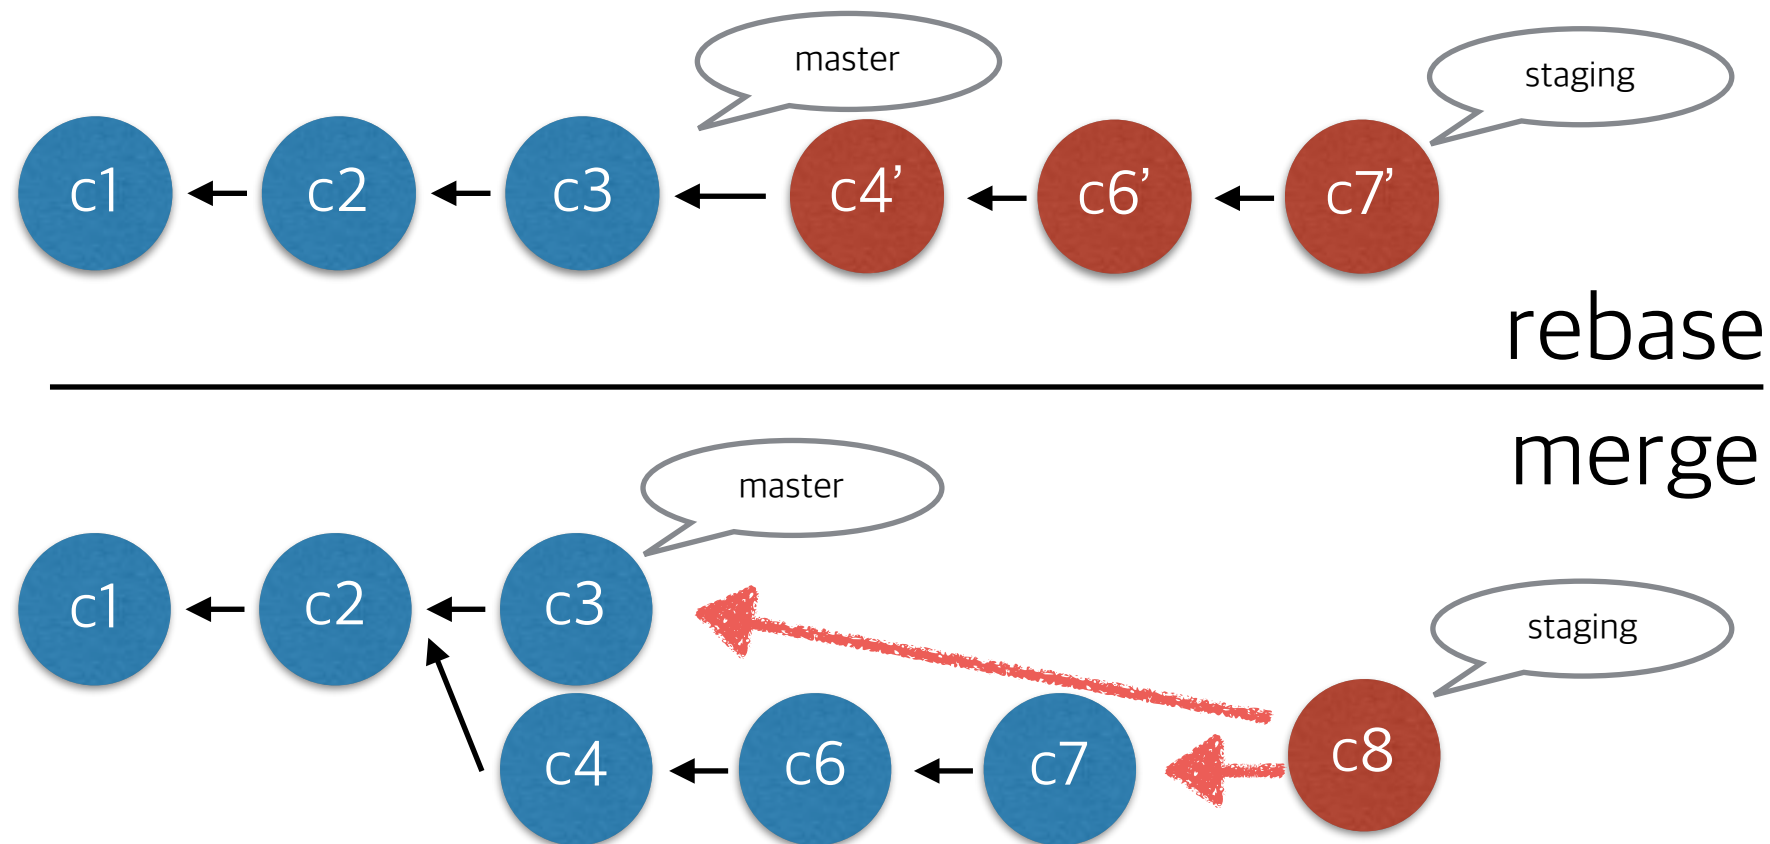 master
staging
c1
c2
c3
c4’
c6’
c7’
rebase
merge
master
c1
c2
c3
staging
c4
c6
c7
c8